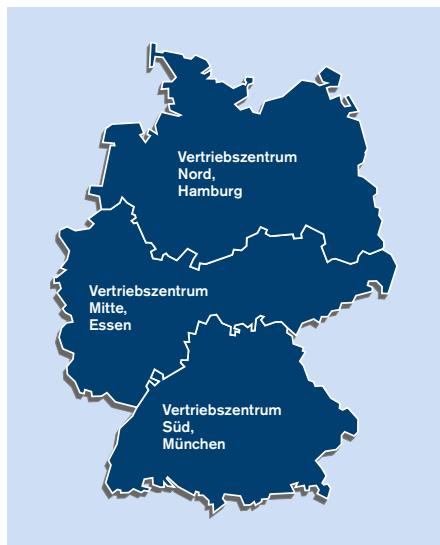 Vertriebszentrum
Nord,
Hamburg
Vertriebszentrum
Mitte,
Essen
Vertriebszentrum
Süd,
München